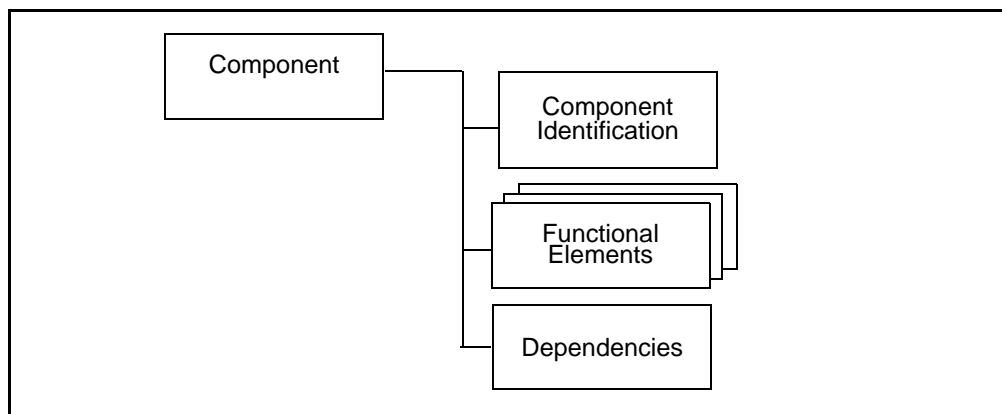 Component
Component
Identification
Functional
Elements
Dependencies